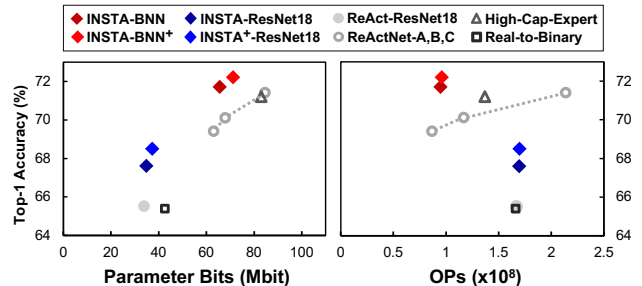 INSTA-BNN INSTA-ResNet18 ReAct-ResNet18 High-Cap-Expert
INSTA-BNN+ INSTA+-ResNet18 ReActNet-A,B,C Real-to-Binary
Top-1 Accuracy (%)
72
70
68
66
64
0 20 40 60 80 100
Parameter Bits (Mbit)
72
70
68
66
64
0 0.5 1 1.5 2 2.5
OPs (x10⁸)